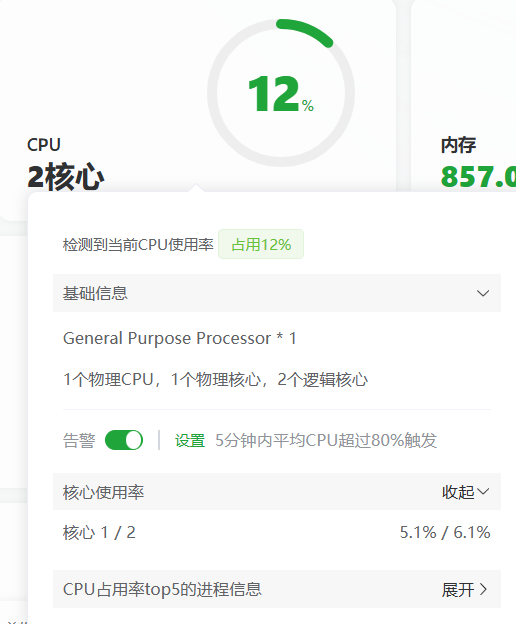 12%
CPU
2核心
内存
857.0
检测到当前CPU使用率 占用12%
基础信息
General Purpose Processor * 1
1个物理CPU，1个物理核心，2个逻辑核心
告警 设置 5分钟内平均CPU超过80%触发
核心使用率 收起
核心 1 / 2 5.1% / 6.1%
CPU占用率top5的进程信息 展开